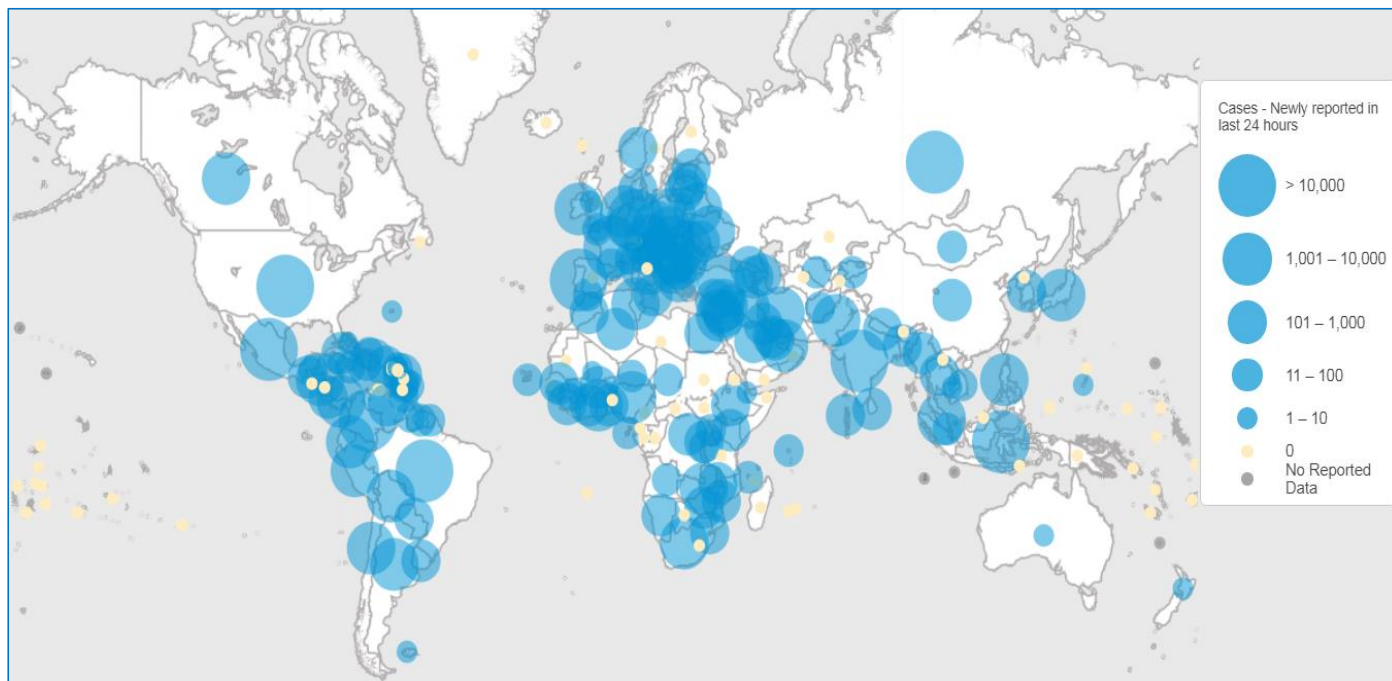 Cases - Newly reported in
last 24 hours
> 10,000
1,001 – 10,000
101 – 1,000
11 – 100
1 – 10
0
No Reported
Data